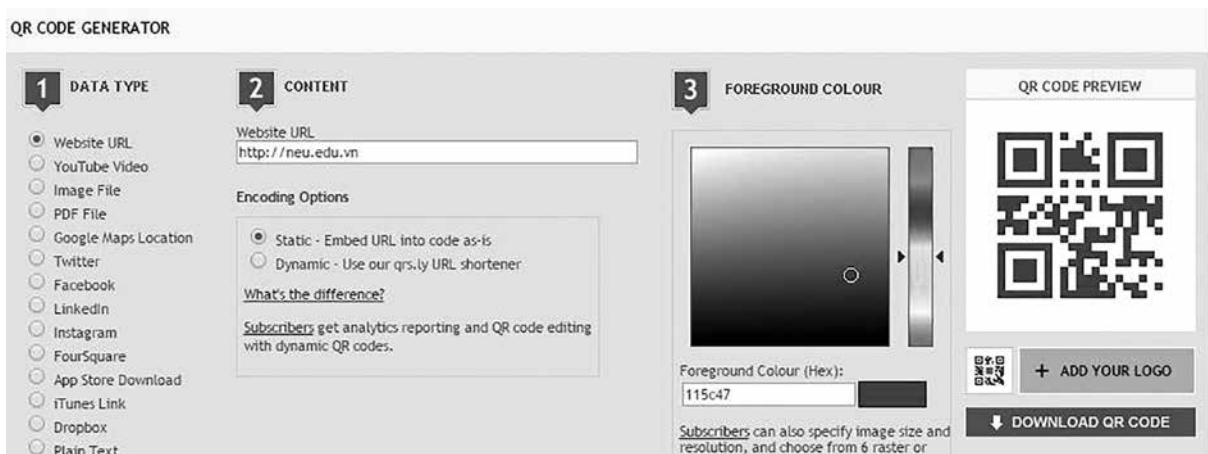 QR CODE GENERATOR
1 DATA TYPE
Website URL
YouTube Video
Image File
PDF File
Google Maps Location
Twitter
Facebook
LinkedIn
Instagram
FourSquare
App Store Download
iTunes Link
Dropbox
Plain Text
2 CONTENT
Website URL
http://neu.edu.vn
Encoding Options
Static - Embed URL into code as-is
Dynamic - Use our qrs.ly URL shortener
What's the difference?
Subscribers get analytics reporting and QR code editing
with dynamic QR codes.
3 FOREGROUND COLOUR
Foreground Colour (Hex):
115c47
Subscribers can also specify image size and
resolution, and choose from 6 raster or
QR CODE PREVIEW
+ ADD YOUR LOGO
DOWNLOAD QR CODE